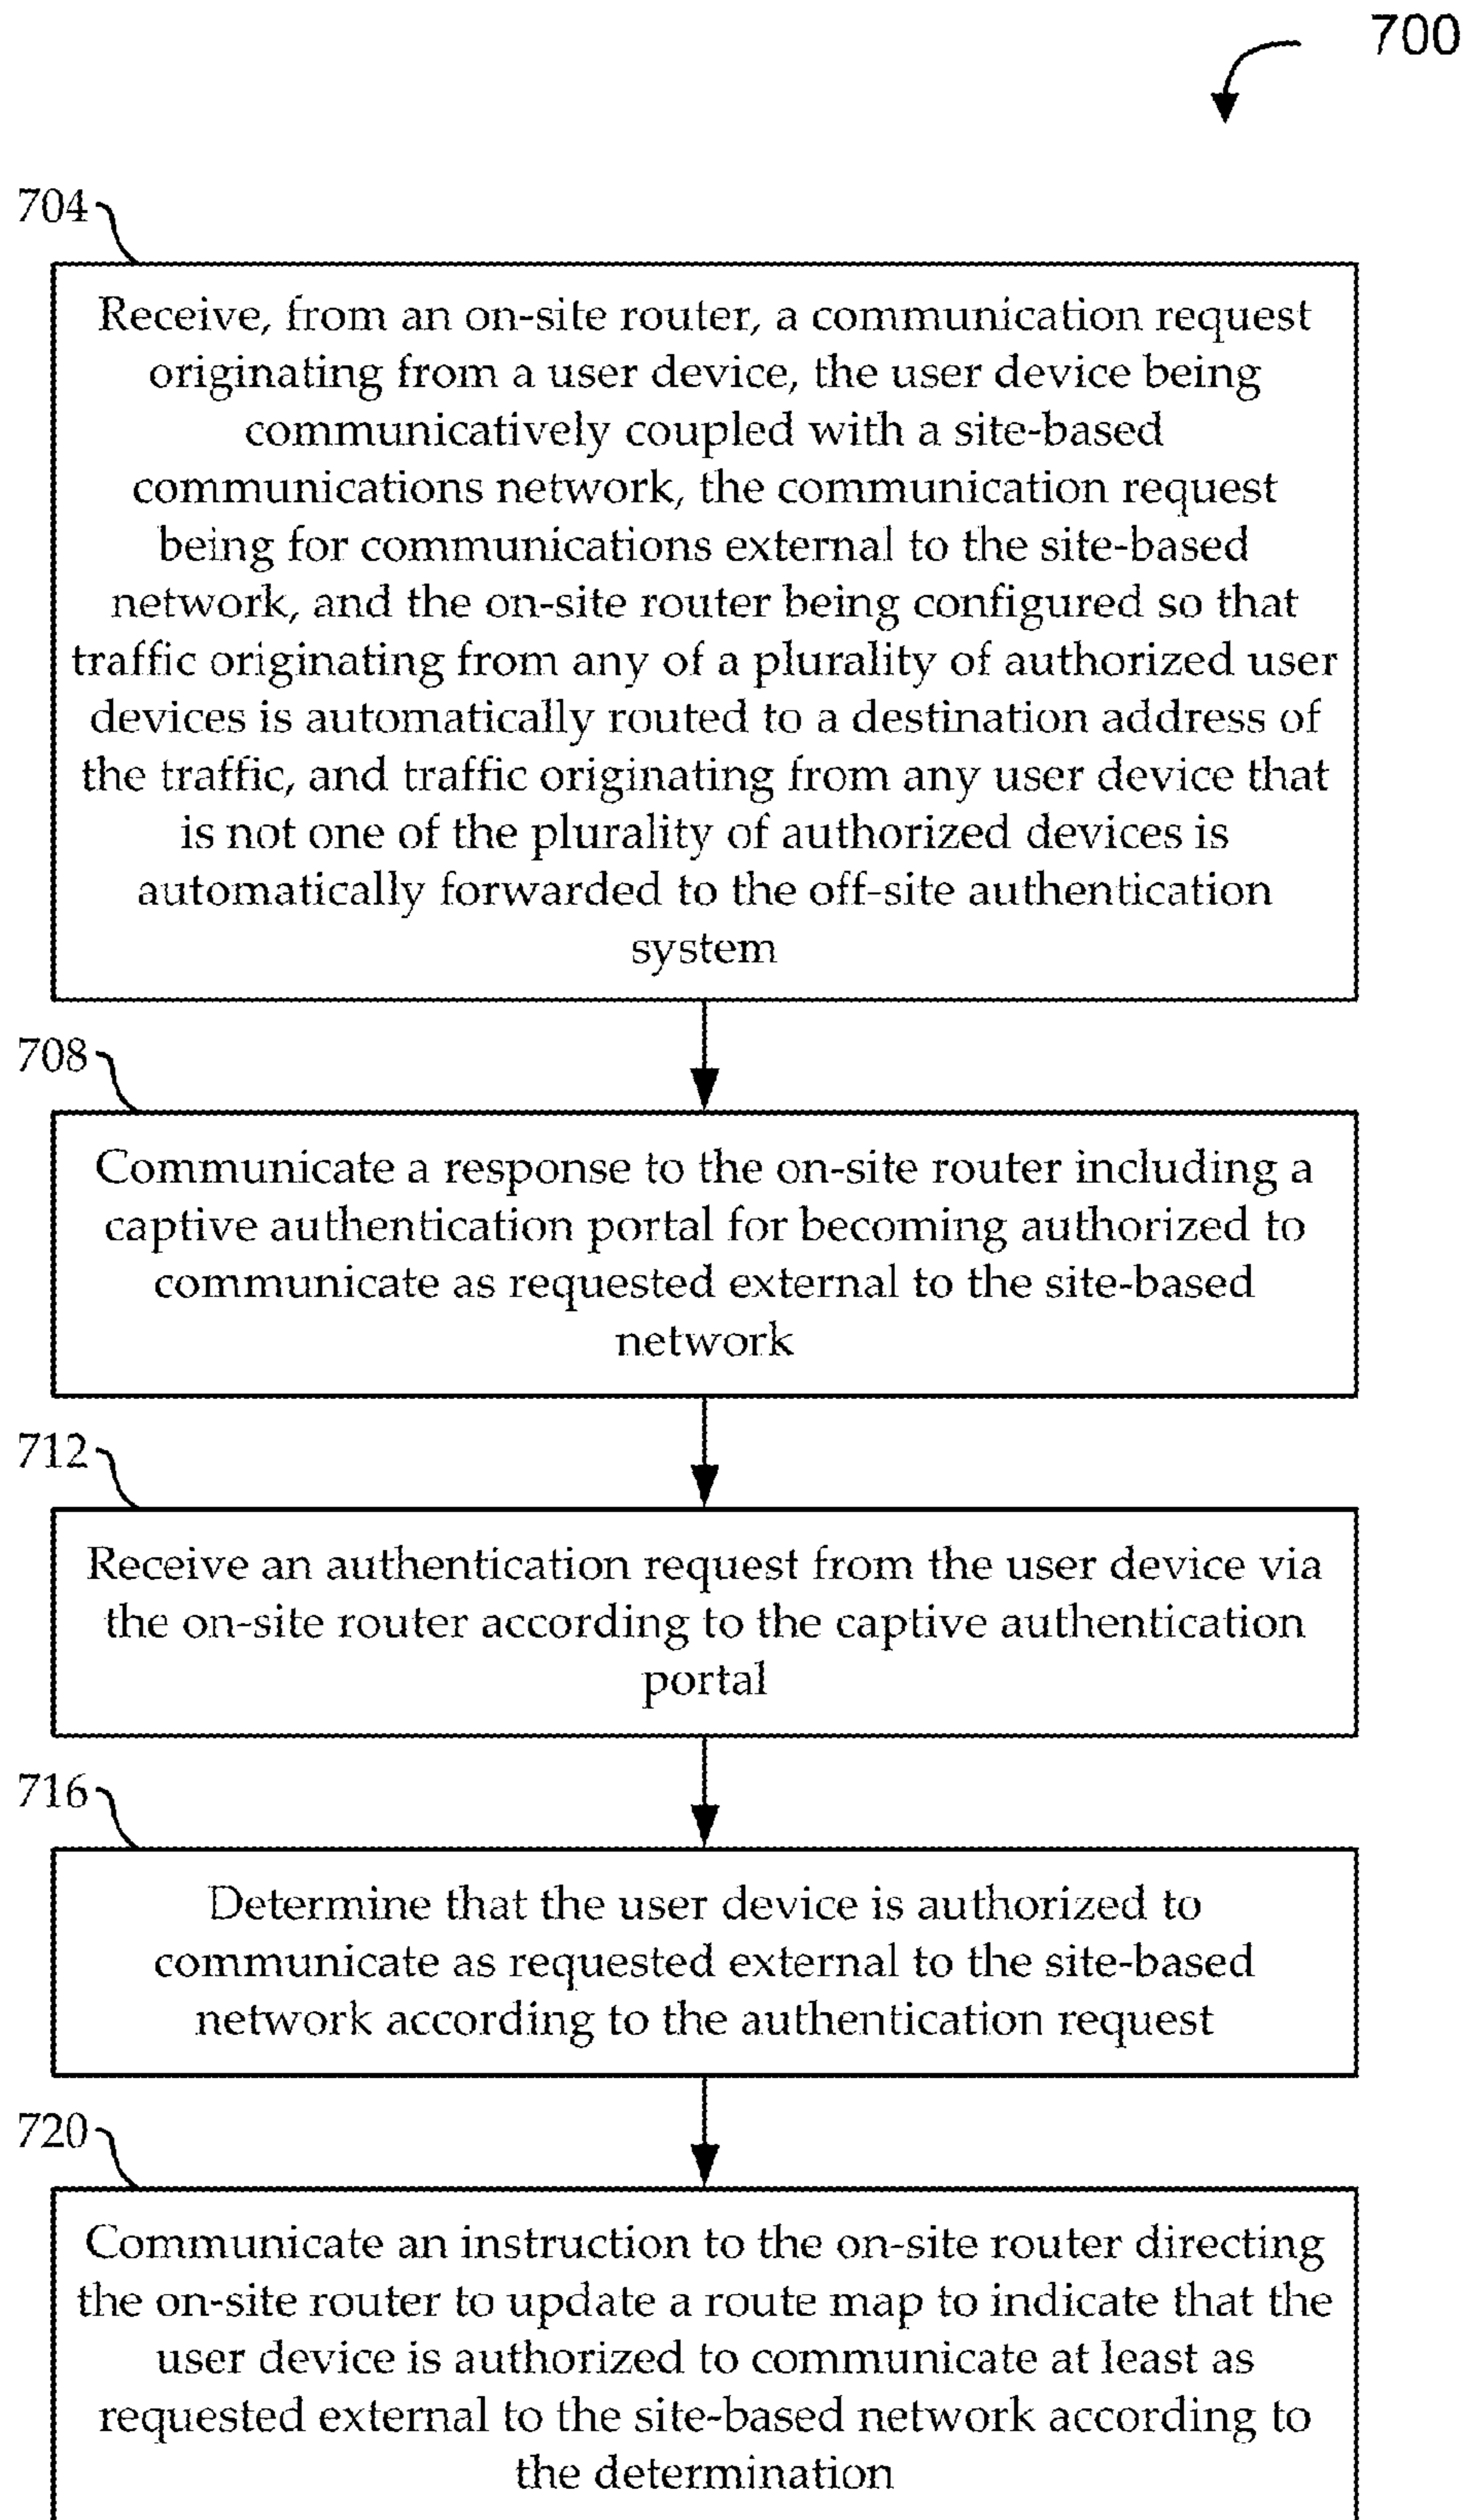 700
704
Receive, from an on-site router, a communication request
originating from a user device, the user device being
communicatively coupled with a site-based
communications network, the communication request
being for communications external to the site-based
network, and the on-site router being configured so that
traffic originating from any of a plurality of authorized user
devices is automatically routed to a destination address of
the traffic, and traffic originating from any user device that
is not one of the plurality of authorized devices is
automatically forwarded to the off-site authentication
system
708
Communicate a response to the on-site router including a
captive authentication portal for becoming authorized to
communicate as requested external to the site-based
network
712
Receive an authentication request from the user device via
the on-site router according to the captive authentication
portal
716
Determine that the user device is authorized to
communicate as requested external to the site-based
network according to the authentication request
720
Communicate an instruction to the on-site router directing
the on-site router to update a route map to indicate that the
user device is authorized to communicate at least as
requested external to the site-based network according to
the determination